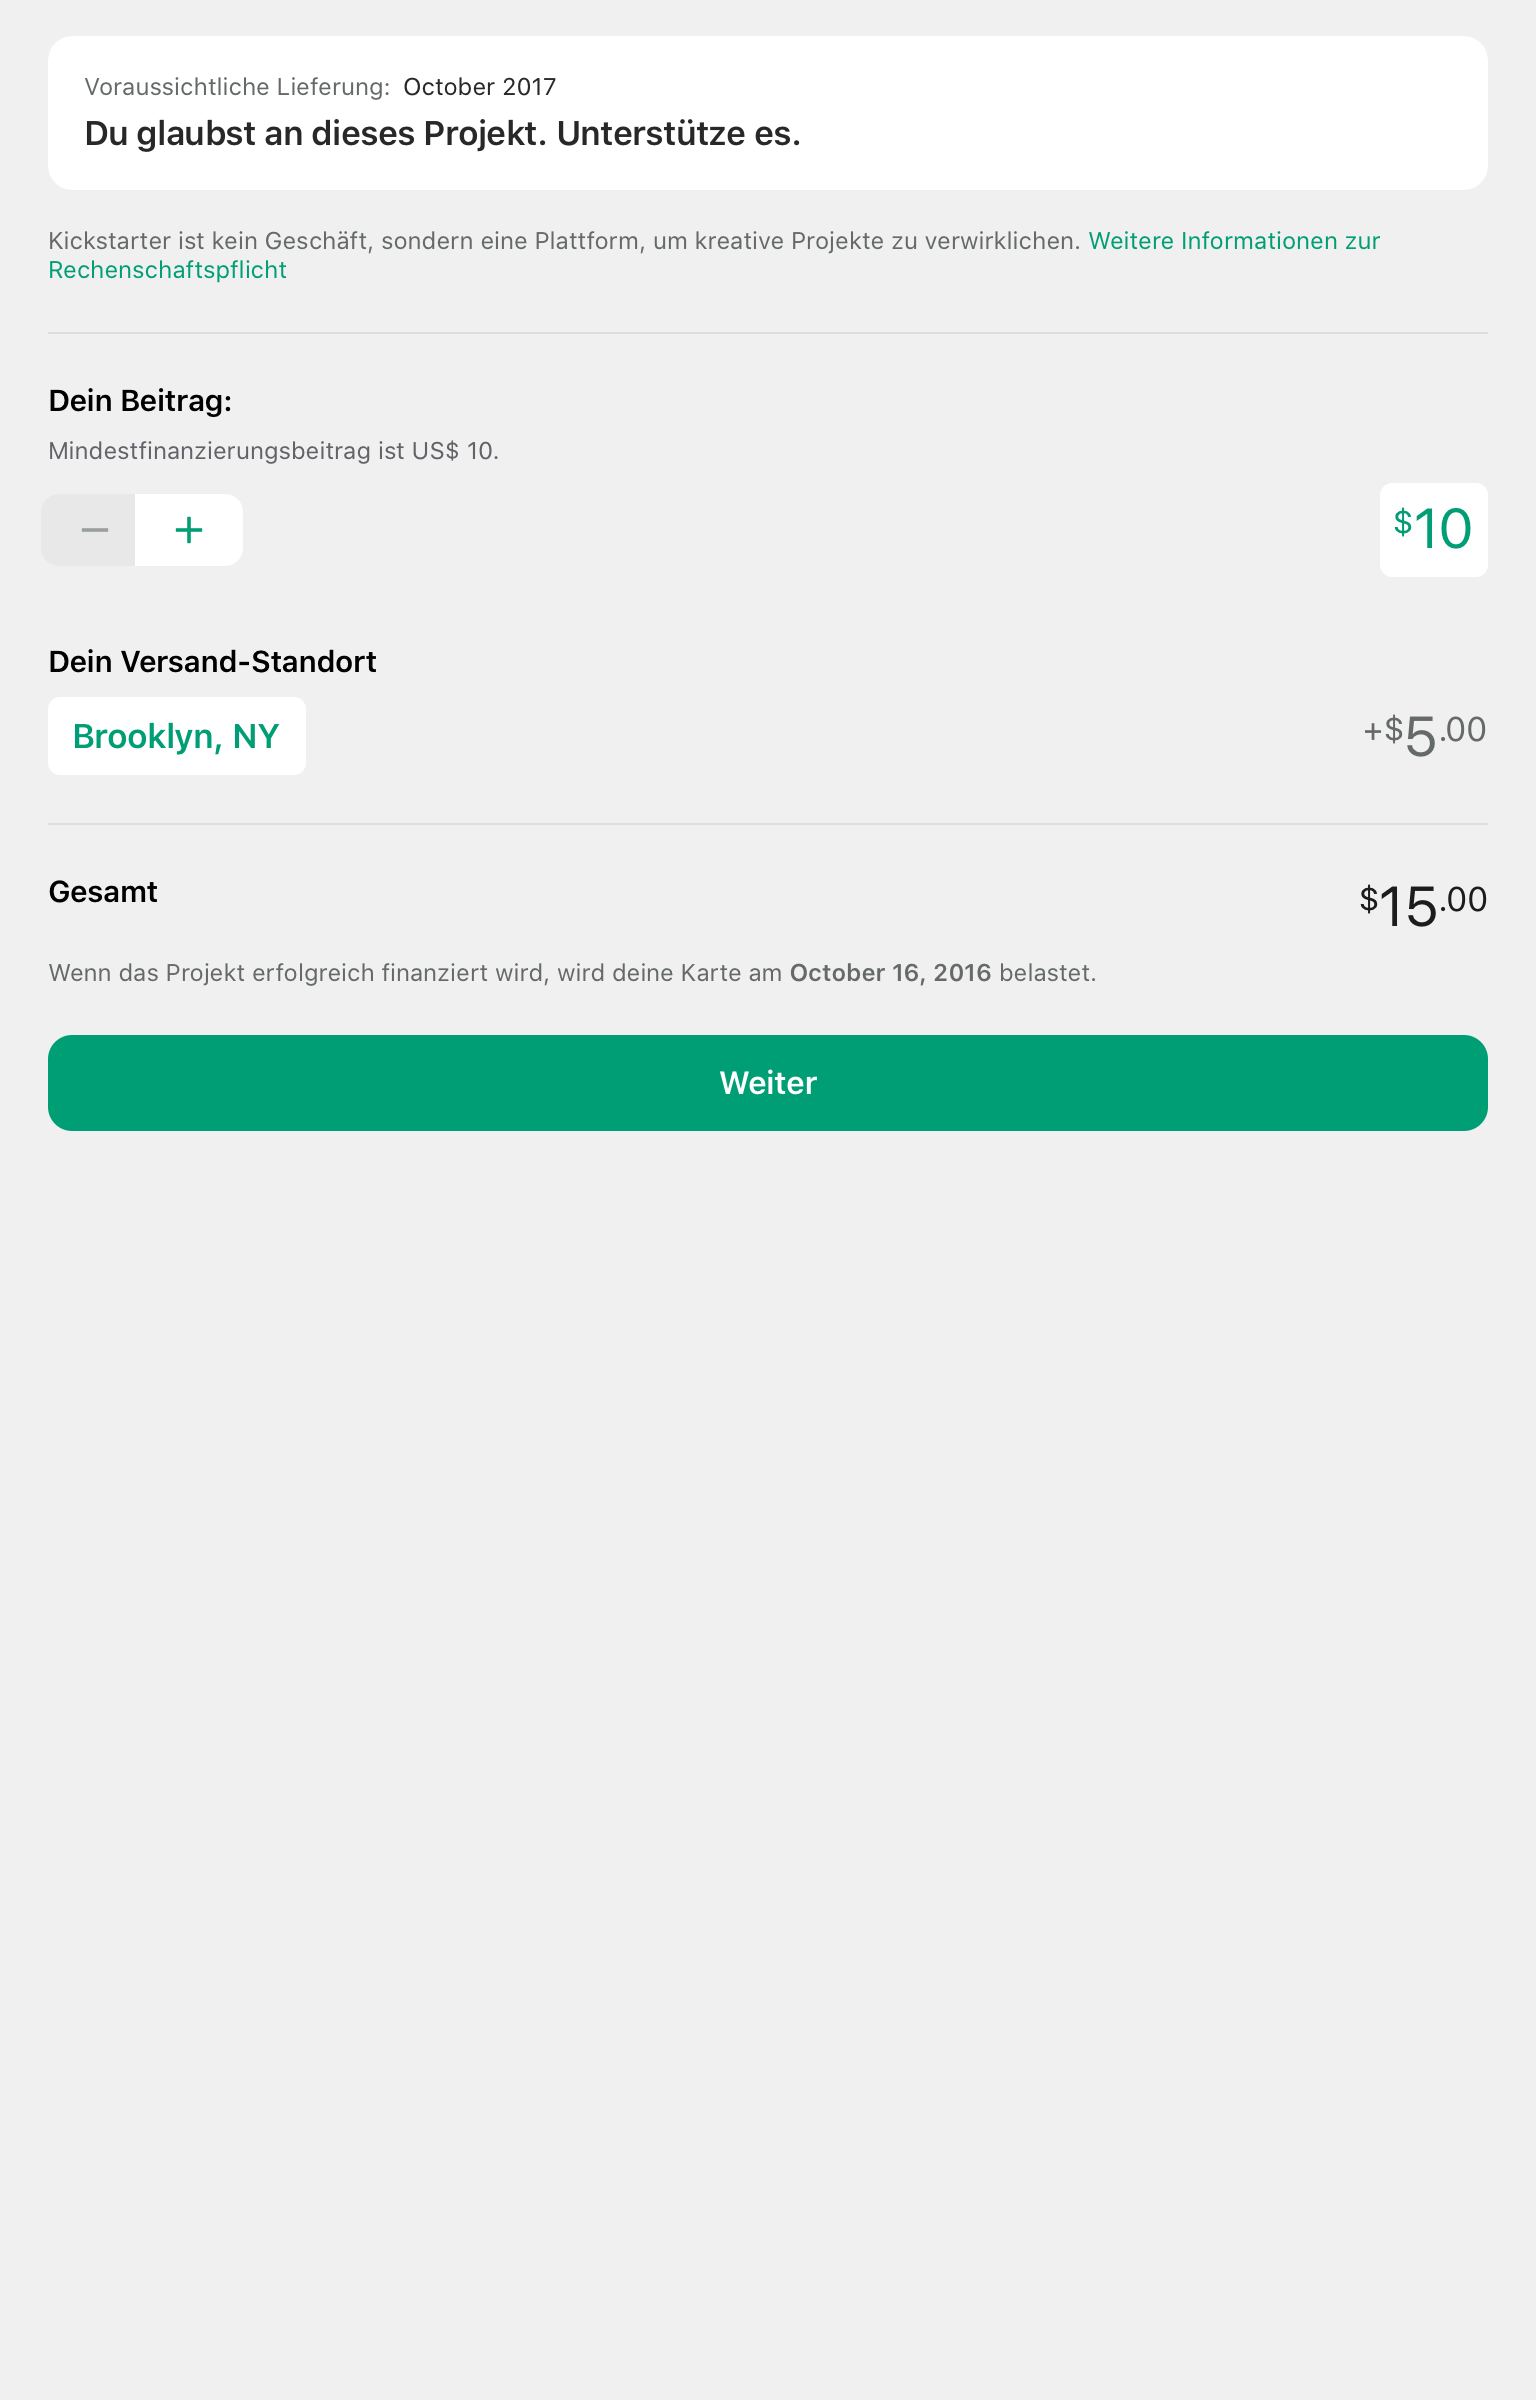 Voraussichtliche Lieferung: October 2017
Du glaubst an dieses Projekt. Unterstütze es.
Kickstarter ist kein Geschäft, sondern eine Plattform, um kreative Projekte zu verwirklichen. Weitere Informationen zur
Rechenschaftspflicht
Dein Beitrag:
Mindestfinanzierungsbeitrag ist US$ 10.
− +
$10
Dein Versand-Standort
Brooklyn, NY
+$5.00
Gesamt
$15.00
Wenn das Projekt erfolgreich finanziert wird, wird deine Karte am October 16, 2016 belastet.
Weiter